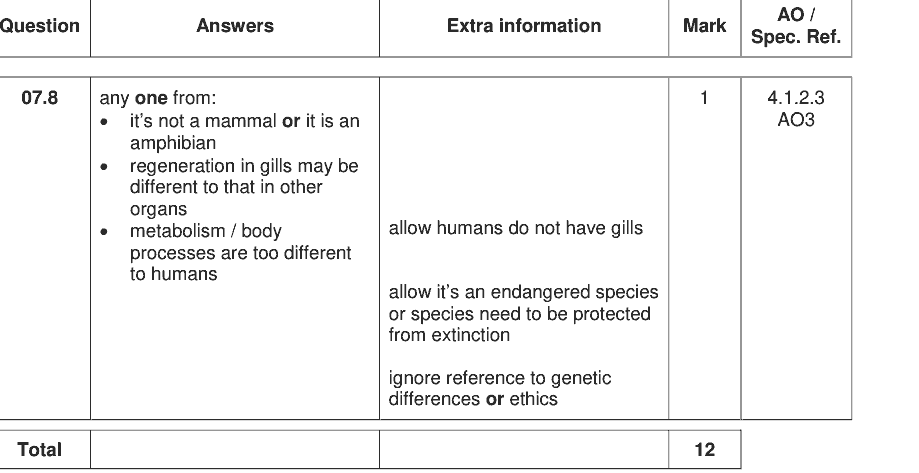 Question Answers Extra information Mark AO /
Spec. Ref.
07.8 any one from: 1 4.1.2.3
• it's not a mammal or it is an AO3
amphibian
• regeneration in gills may be
different to that in other
organs
• metabolism / body allow humans do not have gills
processes are too different
to humans
allow it's an endangered species
or species need to be protected
from extinction
ignore reference to genetic
differences or ethics
Total 12